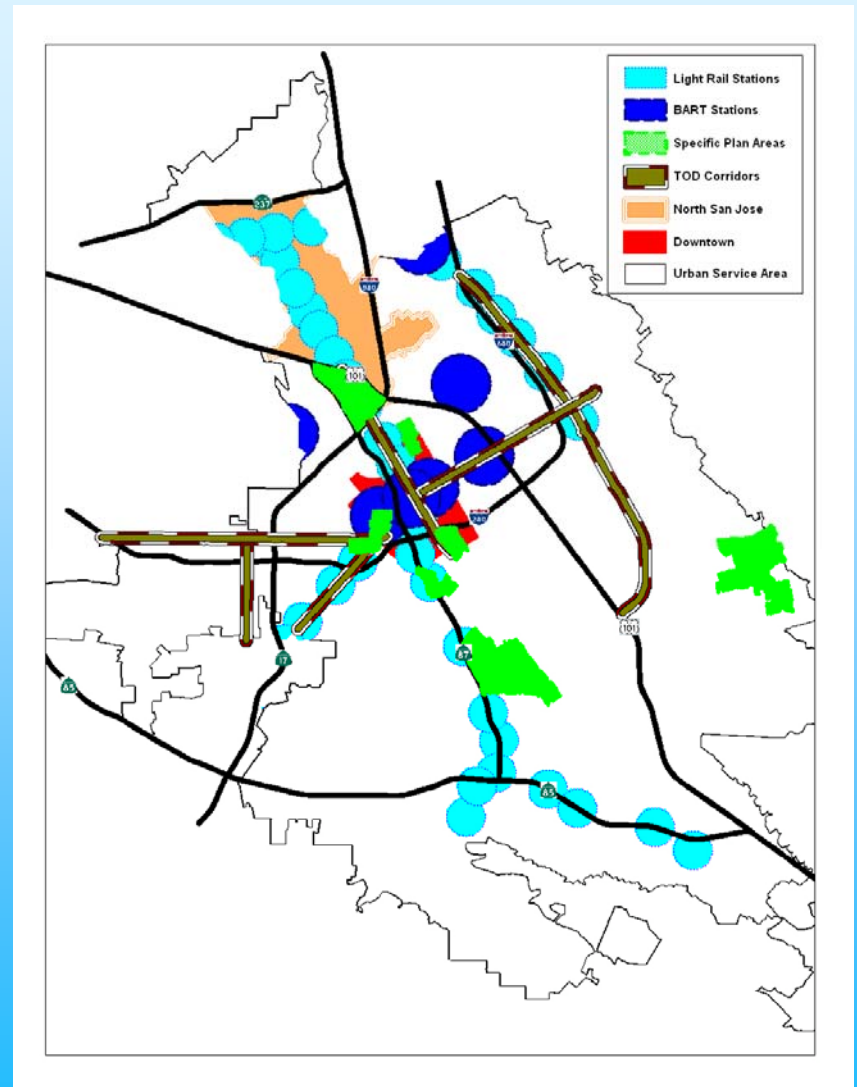 Light Rail Stations
BART Stations
Specific Plan Areas
TOD Corridors
North San Jose
Downtown
Urban Service Area
237
880
680
101
280
101
87
17
85
85